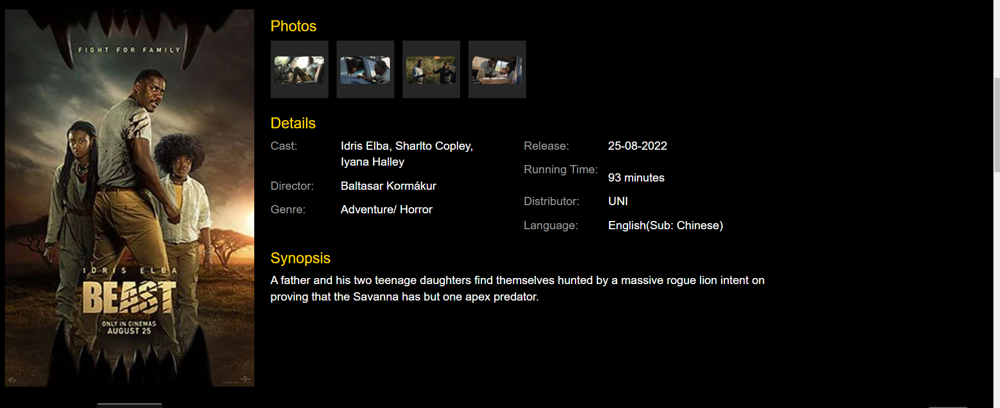 FIGHT FOR FAMILY
IDRIS ELBA
BEAST
ONLY IN CINEMAS
AUGUST 25
Photos
Details
Cast: Idris Elba, Sharlto Copley,
Iyana Halley
Director: Baltasar Kormákur
Genre: Adventure/ Horror
Release: 25-08-2022
Running Time: 93 minutes
Distributor: UNI
Language: English(Sub: Chinese)
Synopsis
A father and his two teenage daughters find themselves hunted by a massive rogue lion intent on
proving that the Savanna has but one apex predator.